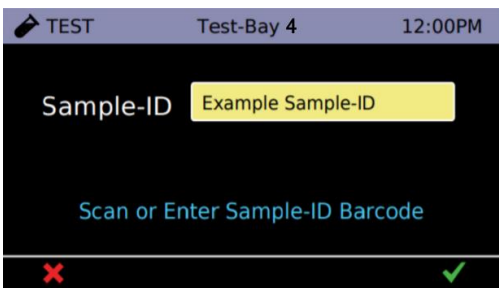 TEST Test-Bay 4 12:00PM
Sample-ID Example Sample-ID
Scan or Enter Sample-ID Barcode